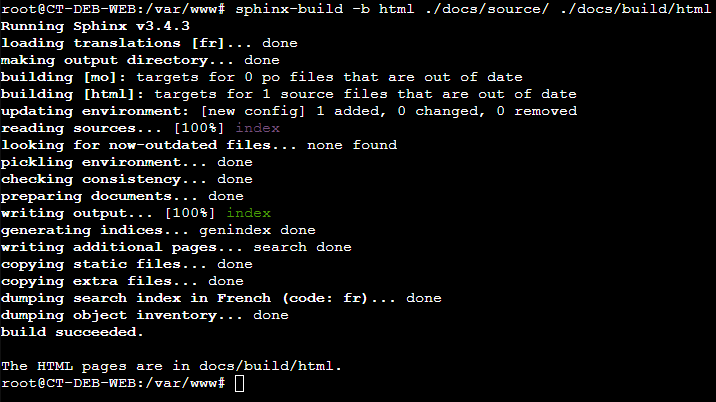 root@CT-DEB-WEB:/var/www# sphinx-build -b html ./docs/source/ ./docs/build/html
Running Sphinx v3.4.3
loading translations [fr]... done
making output directory... done
building [mo]: targets for 0 po files that are out of date
building [html]: targets for 1 source files that are out of date
updating environment: [new config] 1 added, 0 changed, 0 removed
reading sources... [100%] index
looking for now-outdated files... none found
pickling environment... done
checking consistency... done
preparing documents... done
writing output... [100%] index
generating indices... genindex done
writing additional pages... search done
copying static files... done
copying extra files... done
dumping search index in French (code: fr)... done
dumping object inventory... done
build succeeded.
The HTML pages are in docs/build/html.
root@CT-DEB-WEB:/var/www#